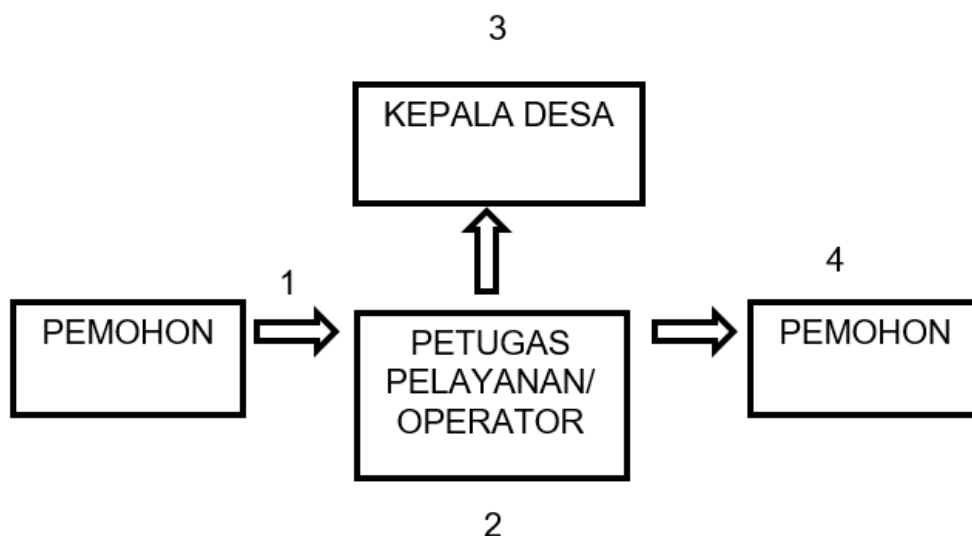 3
KEPALA DESA
1
4
PEMOHON
PETUGAS
PELAYANAN/
OPERATOR
PEMOHON
2